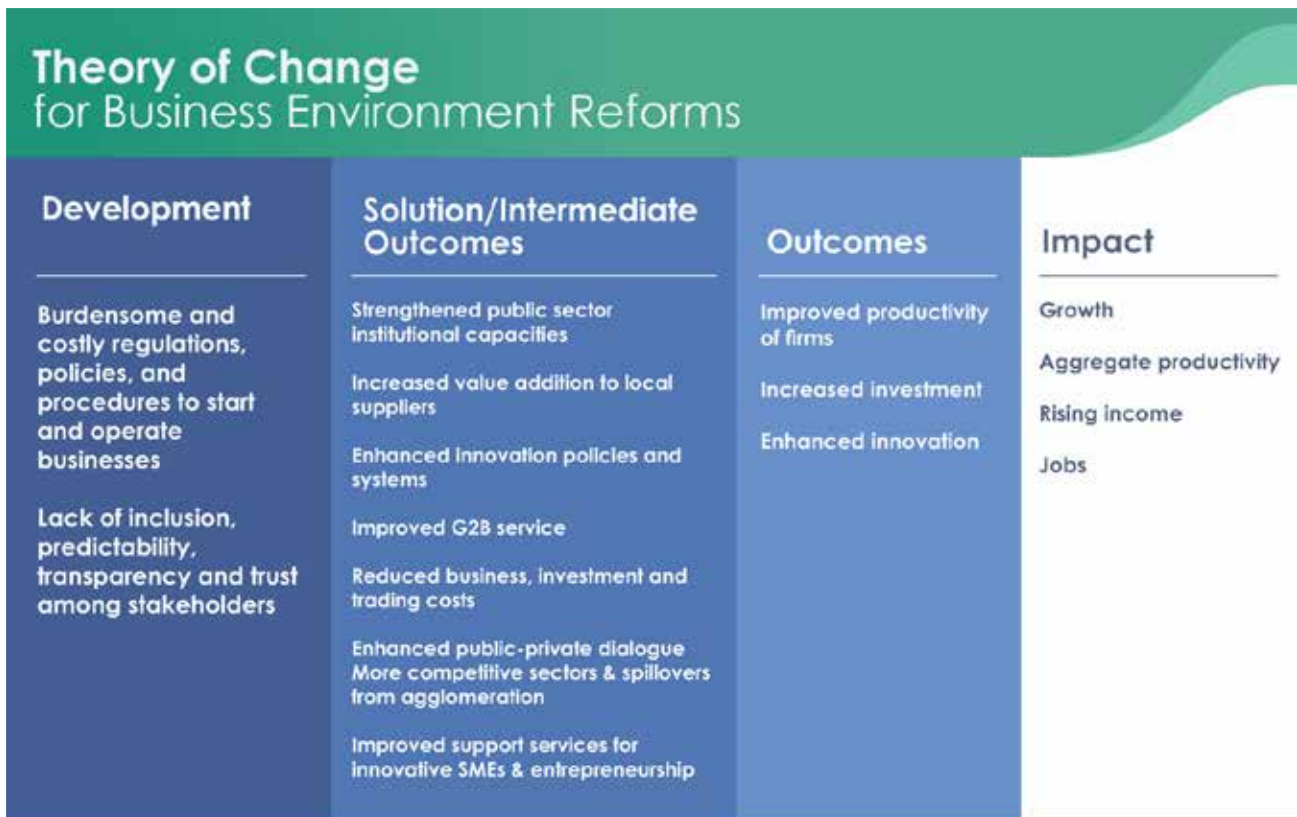 Theory of Change
for Business Environment Reforms
Development
Burdensome and
costly regulations,
policies, and
procedures to start
and operate
businesses
Lack of inclusion,
predictability,
transparency and trust
among stakeholders
Solution/Intermediate
Outcomes
Strengthened public sector
institutional capacities
Increased value addition to local
suppliers
Enhanced innovation policies and
systems
Improved G2B service
Reduced business, investment and
trading costs
Enhanced public-private dialogue
More competitive sectors & spillovers
from agglomeration
Improved support services for
innovative SMEs & entrepreneurship
Outcomes
Improved productivity
of firms
Increased investment
Enhanced innovation
Impact
Growth
Aggregate productivity
Rising income
Jobs